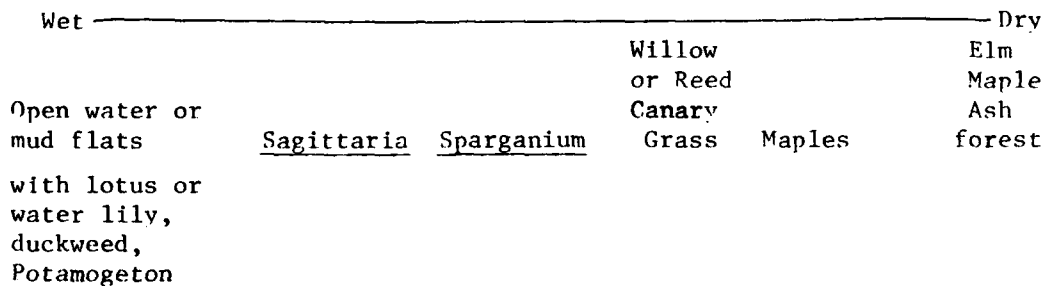 Wet Dry
Willow Elm
or Reed Maple
Open water or Canary Ash
mud flats Sagittaria Sparganium Grass Maples forest
with lotus or
water lily,
duckweed,
Potamogeton